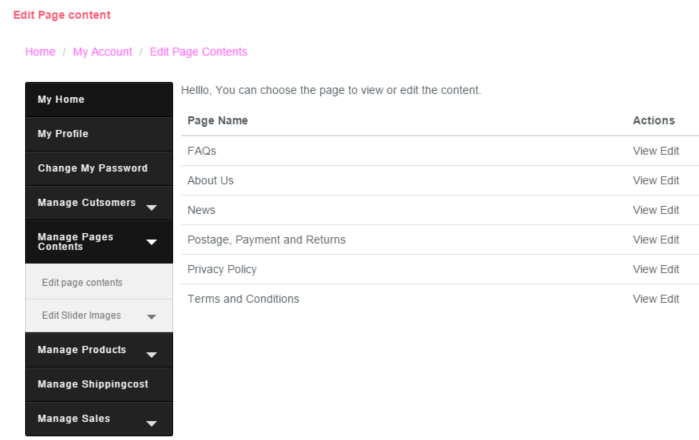 Edit Page content
Home / My Account / Edit Page Contents
My Home
My Profile
Change My Password
Manage Cutsomers
Manage Pages
Contents
Edit page contents
Edit Slider Images
Manage Products
Manage Shippingcost
Manage Sales
Helllo, You can choose the page to view or edit the content.
Page Name Actions
FAQs View Edit
About Us View Edit
News View Edit
Postage, Payment and Returns View Edit
Privacy Policy View Edit
Terms and Conditions View Edit